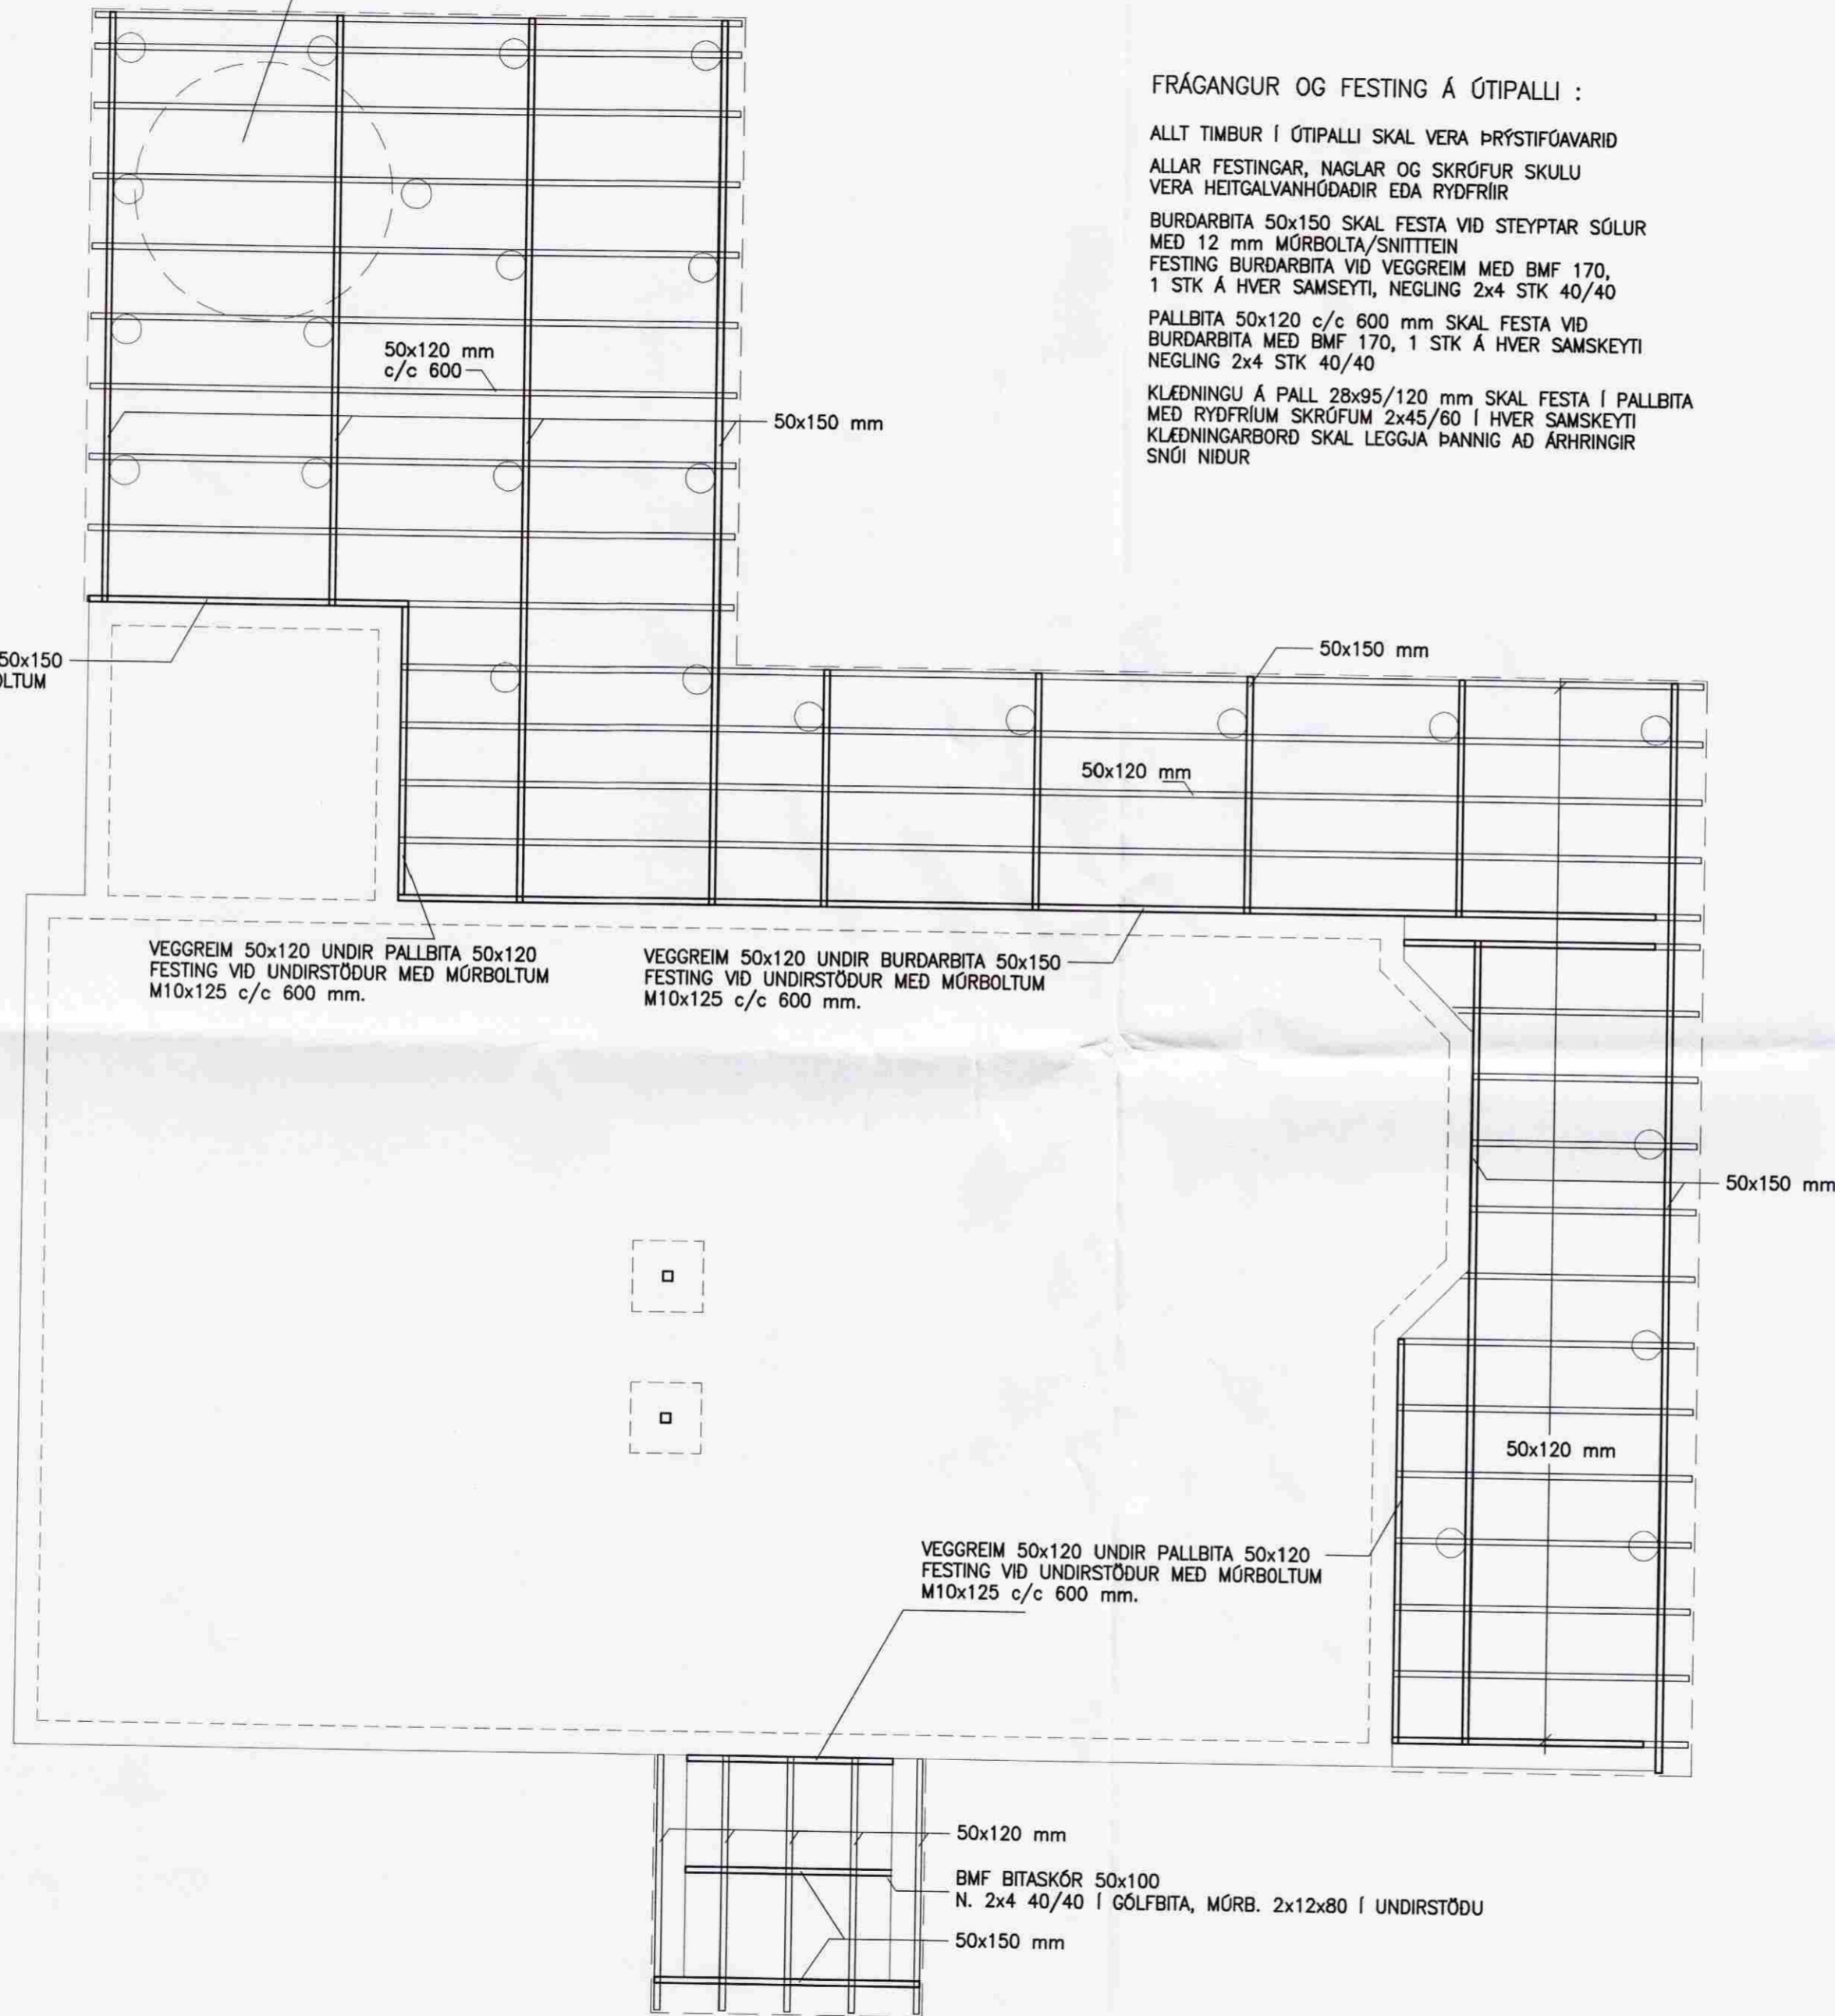 FRÁGANGUR OG FESTING Á ÚTIPALLI :
ALLT TIMBUR Í ÚTIPALLI SKAL VERA ÞRÝSTIFÚAVARIÐ
ALLAR FESTINGAR, NAGLAR OG SKRÚFUR SKULU
VERA HEITGALVANHÚÐAÐIR EÐA RYÐFRÍIR
BURÐARBITA 50x150 SKAL FESTA VIÐ STEYPTAR SÚLUR
MEÐ 12 mm MÚRBOLTA/SNITTTEIN
FESTING BURÐARBITA VIÐ VEGGREIM MEÐ BMF 170,
1 STK Á HVER SAMSEYTI, NEGLING 2x4 STK 40/40
PALLBITA 50x120 c/c 600 mm SKAL FESTA VIÐ
BURÐARBITA MEÐ BMF 170, 1 STK Á HVER SAMSKEYTI
NEGLING 2x4 STK 40/40
KLÆÐNINGU Á PALL 28x95/120 mm SKAL FESTA Í PALLBITA
MEÐ RYÐFRÍUM SKRÚFUM 2x45/60 Í HVER SAMSKEYTI
KLÆÐNINGARBORÐ SKAL LEGGJA ÞANNIG AÐ ÁRHRINGIR
SNÚI NIÐUR
50x120 mm
c/c 600
50x150 mm
50x150
OLTUM
50x150 mm
50x120 mm
VEGGREIM 50x120 UNDIR PALLBITA 50x120
FESTING VIÐ UNDIRSTÖÐUR MEÐ MÚRBOLTUM
M10x125 c/c 600 mm.
VEGGREIM 50x120 UNDIR BURÐARBITA 50x150
FESTING VIÐ UNDIRSTÖÐUR MEÐ MÚRBOLTUM
M10x125 c/c 600 mm.
50x150 mm
50x120 mm
VEGGREIM 50x120 UNDIR PALLBITA 50x120
FESTING VIÐ UNDIRSTÖÐUR MEÐ MÚRBOLTUM
M10x125 c/c 600 mm.
50x120 mm
BMF BITASKÓR 50x100
N. 2x4 40/40 Í GÓLFBITA, MÚRB. 2x12x80 Í UNDIRSTÖÐU
50x150 mm